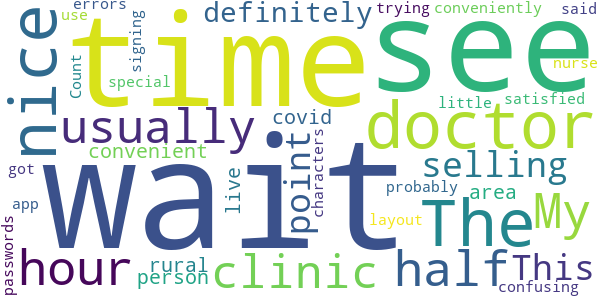 errors
trying
conveniently
said
use
definitely
signing
nice
time
see
Count
special
nurse
little
satisfied
usually
covid
doctor
convenient
point
characters
wait
selling
got
live
probably
area
The
My
app
layout
passwords
hour
rural
person
clinic
half
This
confusing